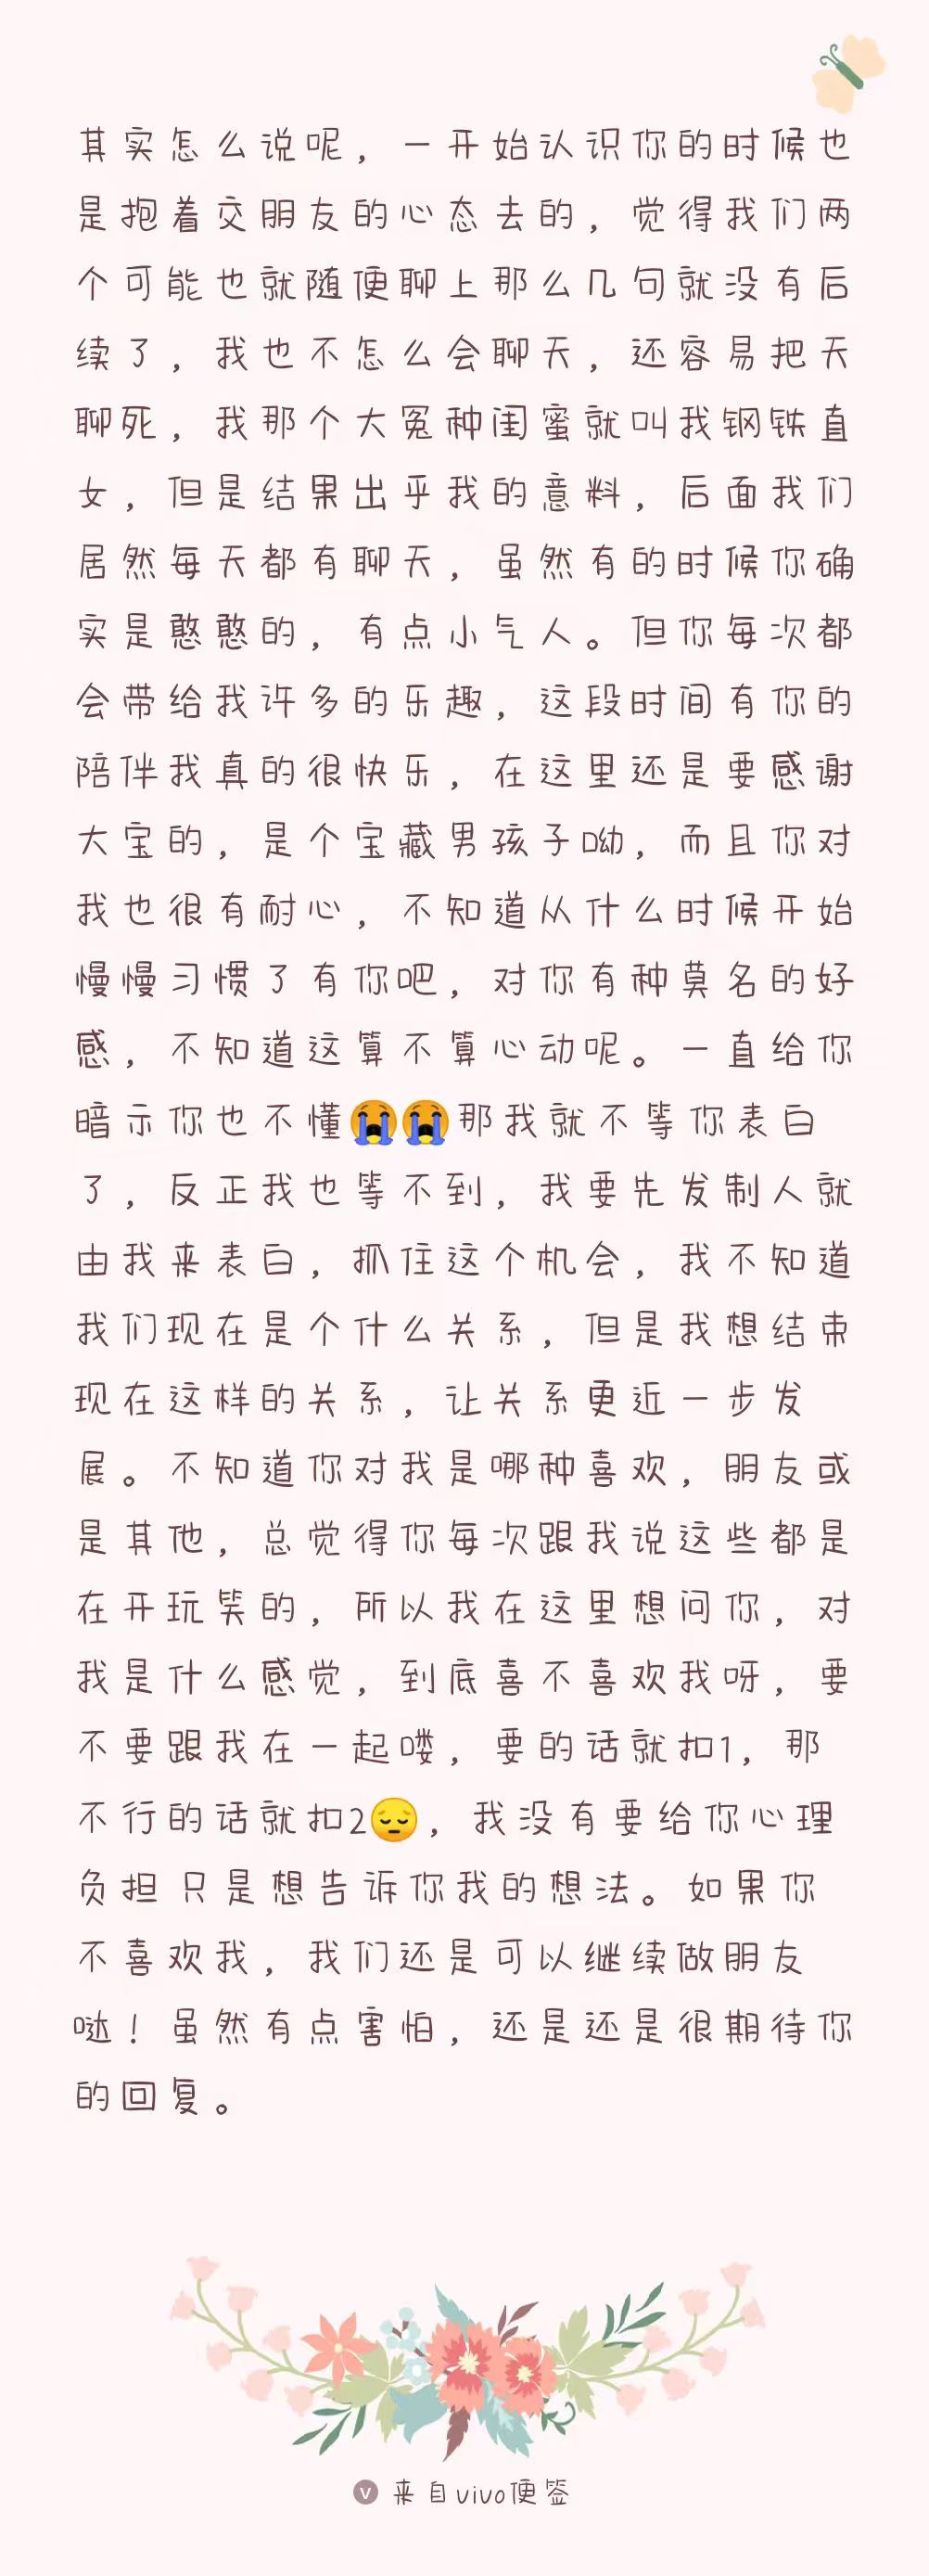 其实怎么说呢，一开始认识你的时候也
是抱着交朋友的心态去的，觉得我们两
个可能也就随便聊上那么几句就没有后
续了，我也不怎么会聊天，还容易把天
聊死，我那个大冤种闺蜜就叫我钢铁直
女，但是结果出乎我的意料，后面我们
居然每天都有聊天，虽然有的时候你确
实是憨憨的，有点小气人。但你每次都
会带给我许多的乐趣，这段时间有你的
陪伴我真的很快乐，在这里还是要感谢
大宝的，是个宝藏男孩子呦，而且你对
我也很有耐心，不知道从什么时候开始
慢慢习惯了有你吧，对你有种莫名的好
感，不知道这算不算心动呢。一直给你
暗示你也不懂😭😭那我就不等你表白
了，反正我也等不到，我要先发制人就
由我来表白，抓住这个机会，我不知道
我们现在是个什么关系，但是我想结束
现在这样的关系，让关系更近一步发
展。不知道你对我是哪种喜欢，朋友或
是其他，总觉得你每次跟我说这些都是
在开玩笑的，所以我在这里想问你，对
我是什么感觉，到底喜不喜欢我呀，要
不要跟我在一起喽，要的话就扣1，那
不行的话就扣2😔，我没有要给你心理
负担只是想告诉你我的想法。如果你
不喜欢我，我们还是可以继续做朋友
哒！虽然有点害怕，还是还是很期待你
的回复。
V 来自vivo便签